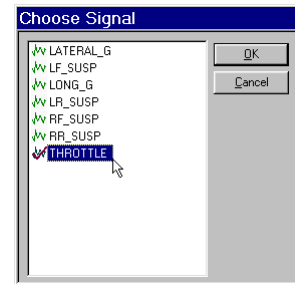 Choose Signal
LATERAL_G
LF_SUSP
LONG_G
LR_SUSP
RF_SUSP
RR_SUSP
THROTTLE
OK
Cancel